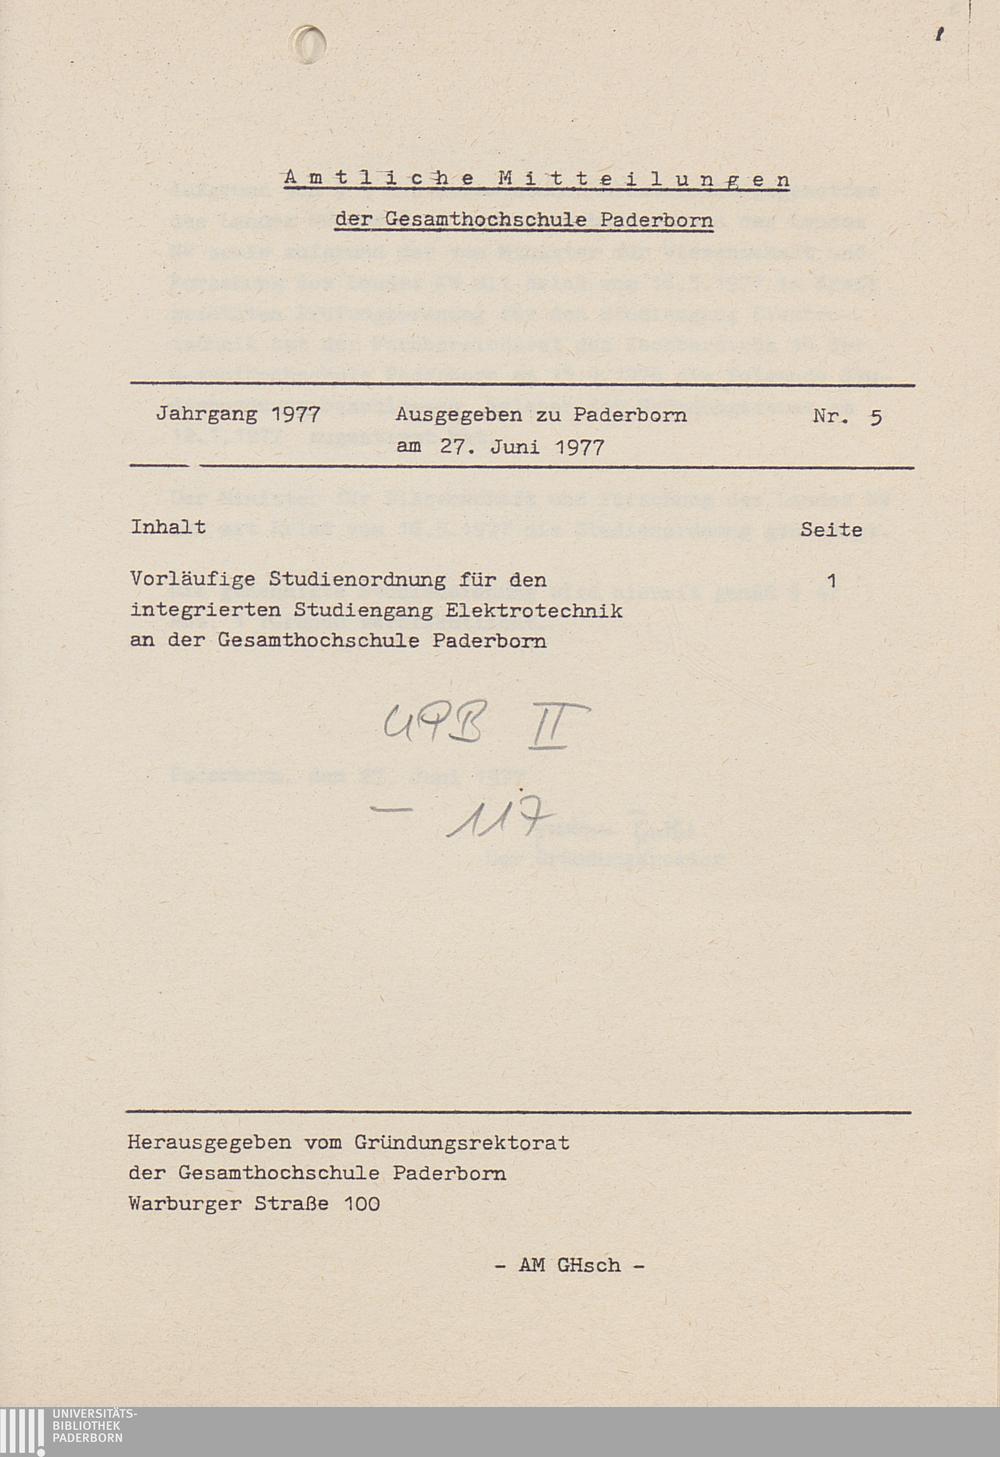 Amtliche Mitteilungen
der Gesamthochschule Paderborn
Jahrgang 1977 Ausgegeben zu Paderborn Nr. 5
am 27. Juni 1977
Inhalt Seite
Vorläufige Studienordnung für den 1
integrierten Studiengang Elektrotechnik
an der Gesamthochschule Paderborn
UPB II
- 117
Herausgegeben vom Gründungsrektorat
der Gesamthochschule Paderborn
Warburger Straße 100
- AM GHsch -
UNIVERSITÄTS-
BIBLIOTHEK
PADERBORN